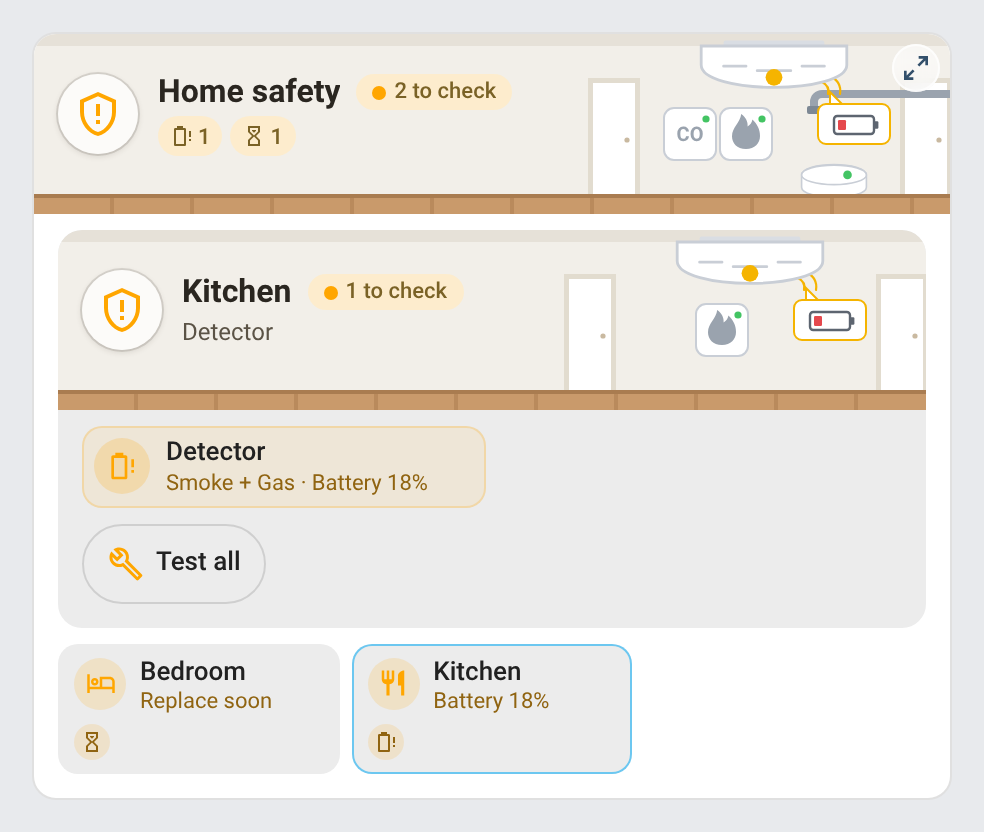 Home safety
2 to check
1
1
CO
Kitchen
1 to check
Detector
Detector
Smoke + Gas · Battery 18%
Test all
Bedroom
Replace soon
Kitchen
Battery 18%